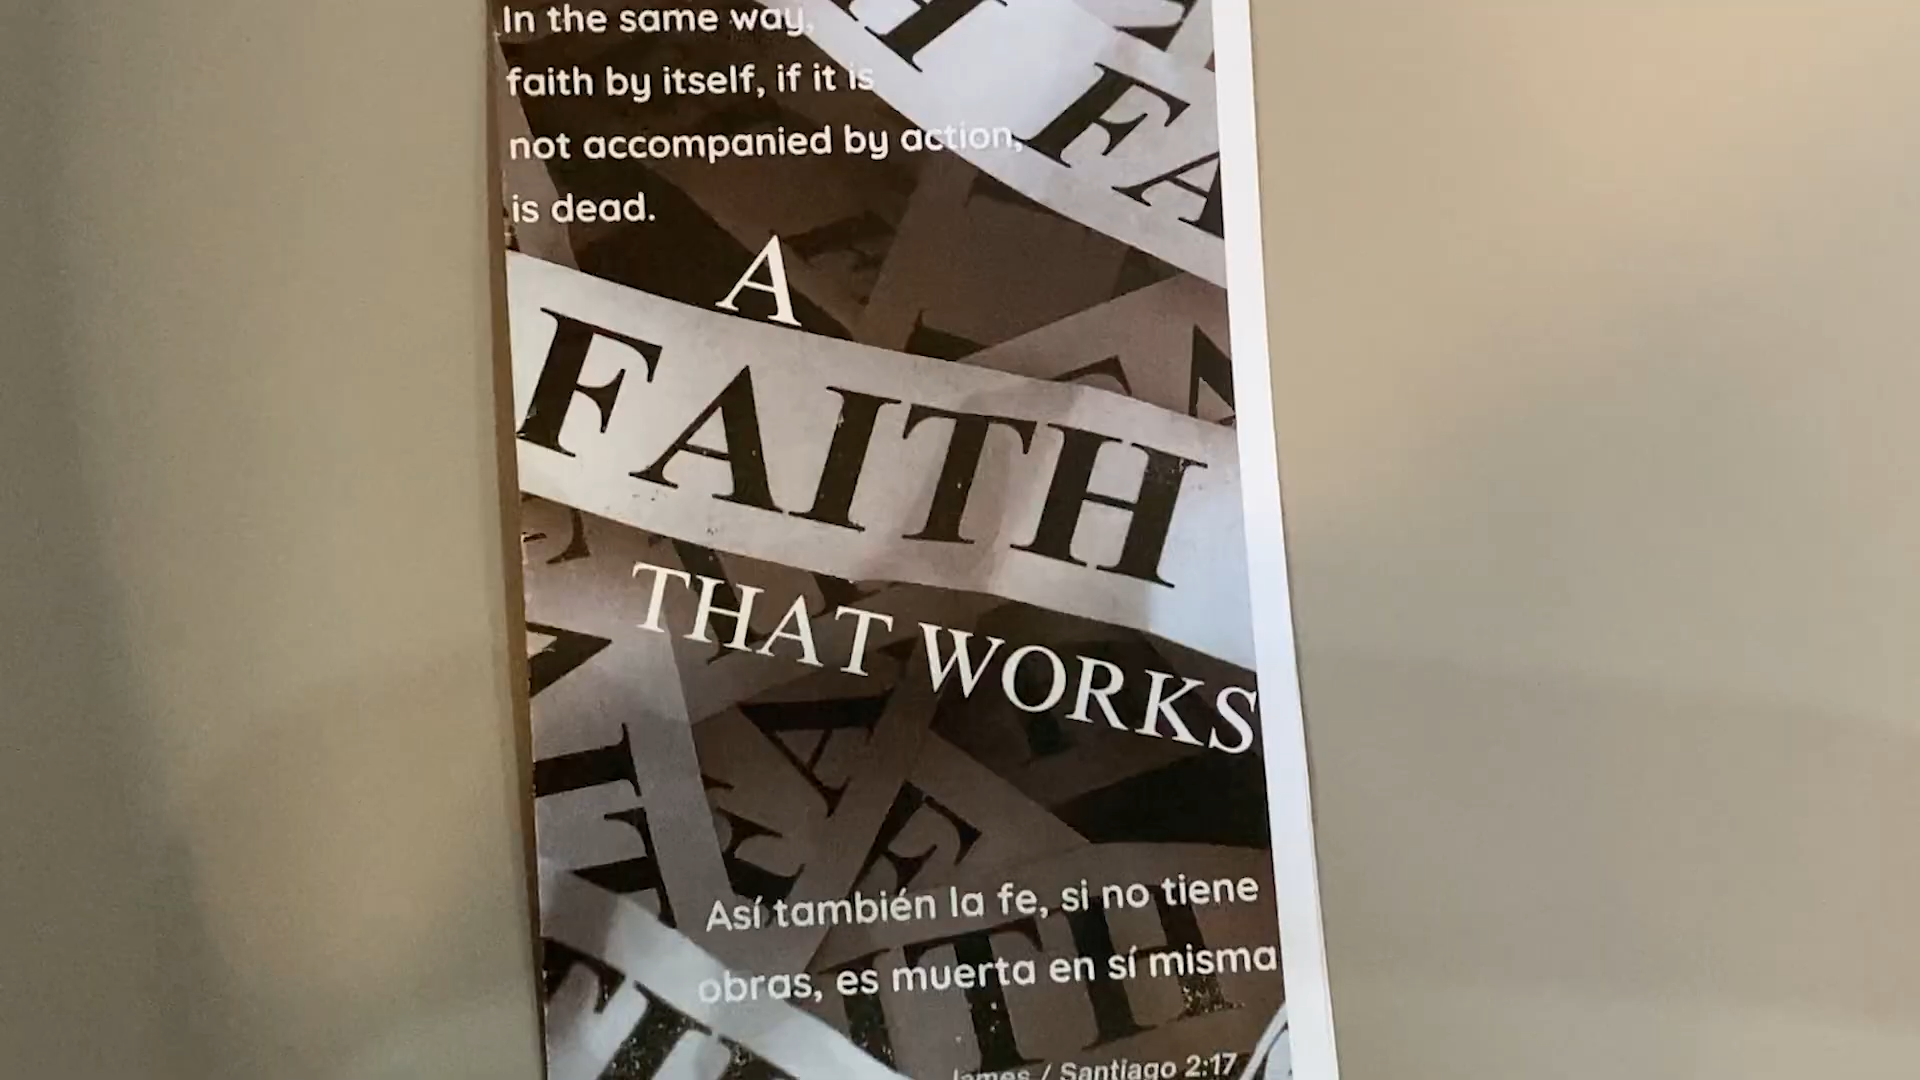 In the same way,
faith by itself, if it is
not accompanied by action,
is dead.
A
FAITH
THAT WORKS
Así también la fe, si no tiene
obras, es muerta en sí misma
James / Santiago 2:17